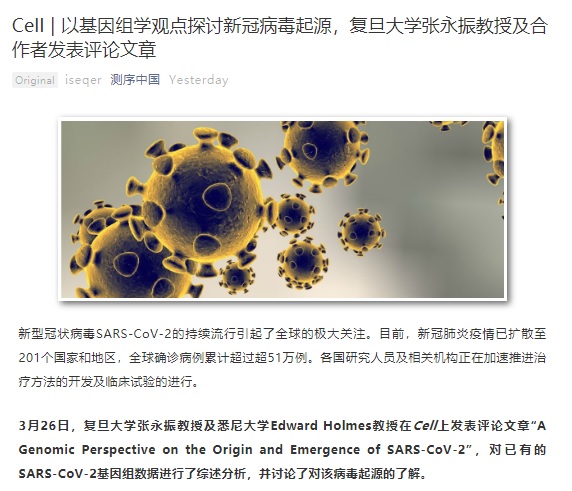 Cell | 以基因组学观点探讨新冠病毒起源，复旦大学张永振教授及合
作者发表评论文章
Original iseqer 测序中国 Yesterday
新型冠状病毒SARS-CoV-2的持续流行引起了全球的极大关注。目前，新冠肺炎疫情已扩散至
201个国家和地区，全球确诊病例累计超过超51万例。各国研究人员及相关机构正在加速推进治
疗方法的开发及临床试验的进行。
3月26日，复旦大学张永振教授及悉尼大学Edward Holmes教授在Cell上发表评论文章“A
Genomic Perspective on the Origin and Emergence of SARS-CoV-2”，对已有的
SARS-CoV-2基因组数据进行了综述分析，并讨论了对该病毒起源的了解。